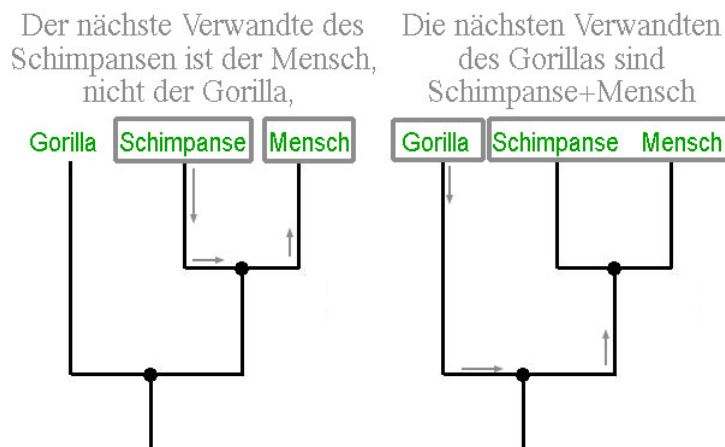 Der nächste Verwandte des
Schimpansen ist der Mensch,
nicht der Gorilla,
Gorilla Schimpanse Mensch
Die nächsten Verwandten
des Gorillas sind
Schimpanse+Mensch
Gorilla Schimpanse Mensch